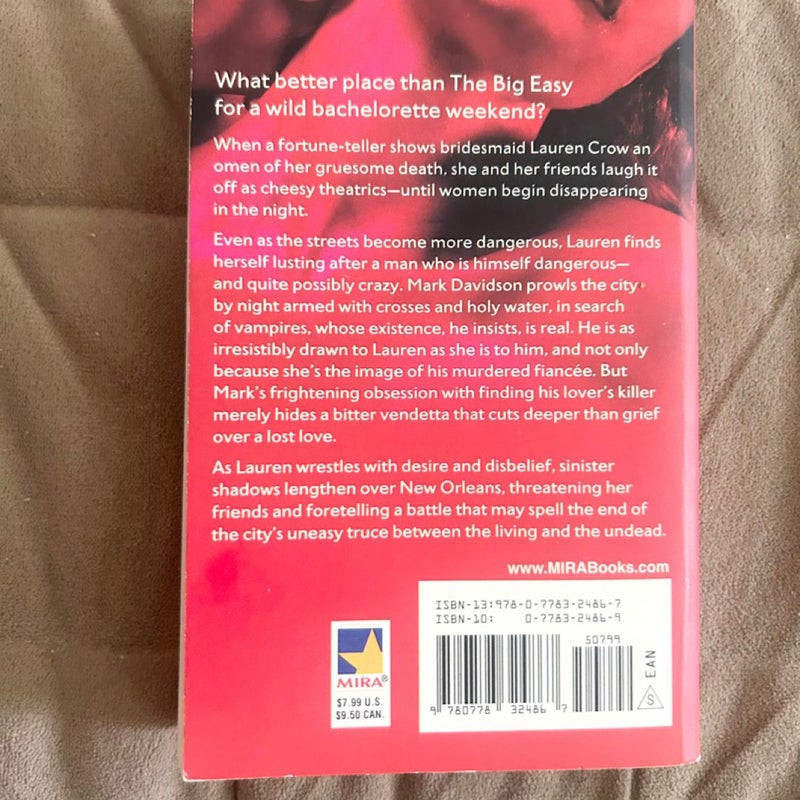 What better place than The Big Easy
for a wild bachelorette weekend?
When a fortune-teller shows bridesmaid Lauren Crow an
omen of her gruesome death, she and her friends laugh it
off as cheesy theatrics—until women begin disappearing
in the night.
Even as the streets become more dangerous, Lauren finds
herself lusting after a man who is himself dangerous—
and quite possibly crazy. Mark Davidson prowls the city
by night armed with crosses and holy water, in search
of vampires, whose existence, he insists, is real. He is as
irresistibly drawn to Lauren as she is to him, and not only
because she's the image of his murdered fiancée. But
Mark's frightening obsession with finding his lover's killer
merely hides a bitter vendetta that cuts deeper than grief
over a lost love.
As Lauren wrestles with desire and disbelief, sinister
shadows lengthen over New Orleans, threatening her
friends and foretelling a battle that may spell the end of
the city's uneasy truce between the living and the undead.
www.MIRABooks.com
ISBN-13:978-0-7783-2486-7
ISBN-10: 0-7783-2486-9
50799
EAN
S
9 780778 324867
MIRA®
$7.99 U.S.
$9.50 CAN.